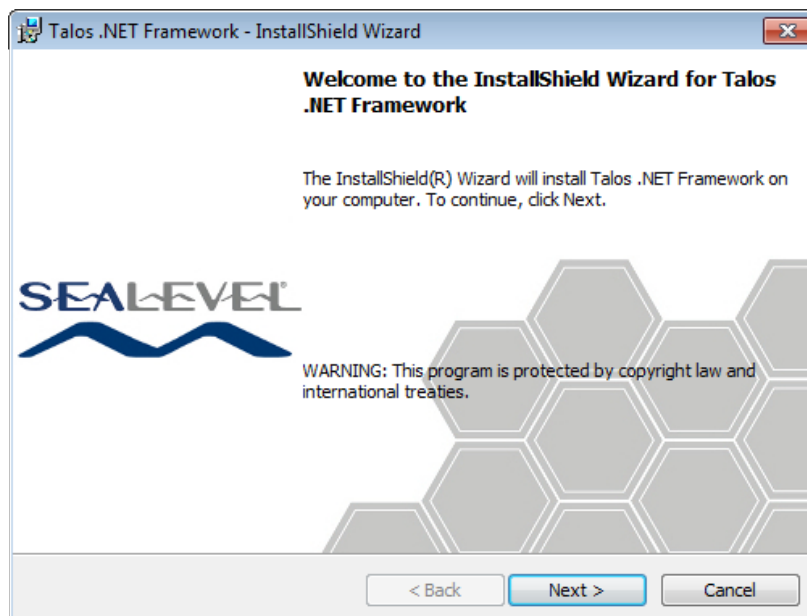 Talos .NET Framework - InstallShield Wizard
Welcome to the InstallShield Wizard for Talos
.NET Framework
The InstallShield(R) Wizard will install Talos .NET Framework on
your computer. To continue, click Next.
SEALEVEL®
WARNING: This program is protected by copyright law and
international treaties.
< Back
Next >
Cancel